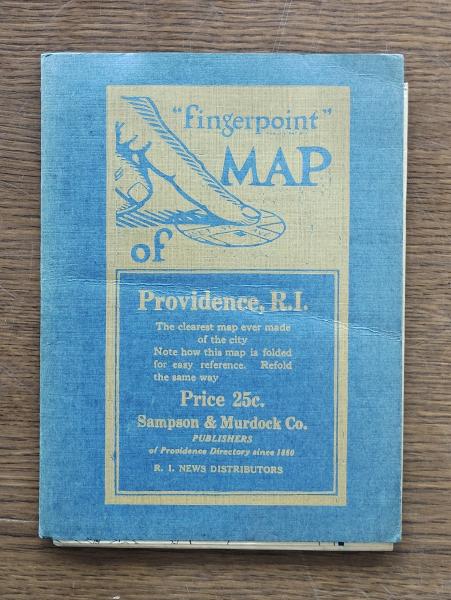 "fingerpoint"
MAP
of
Providence, R.I.
The clearest map ever made
of the city
Note how this map is folded
for easy reference. Refold
the same way
Price 25c.
Sampson & Murdock Co.
PUBLISHERS
of Providence Directory since 1880
R. I. NEWS DISTRIBUTORS